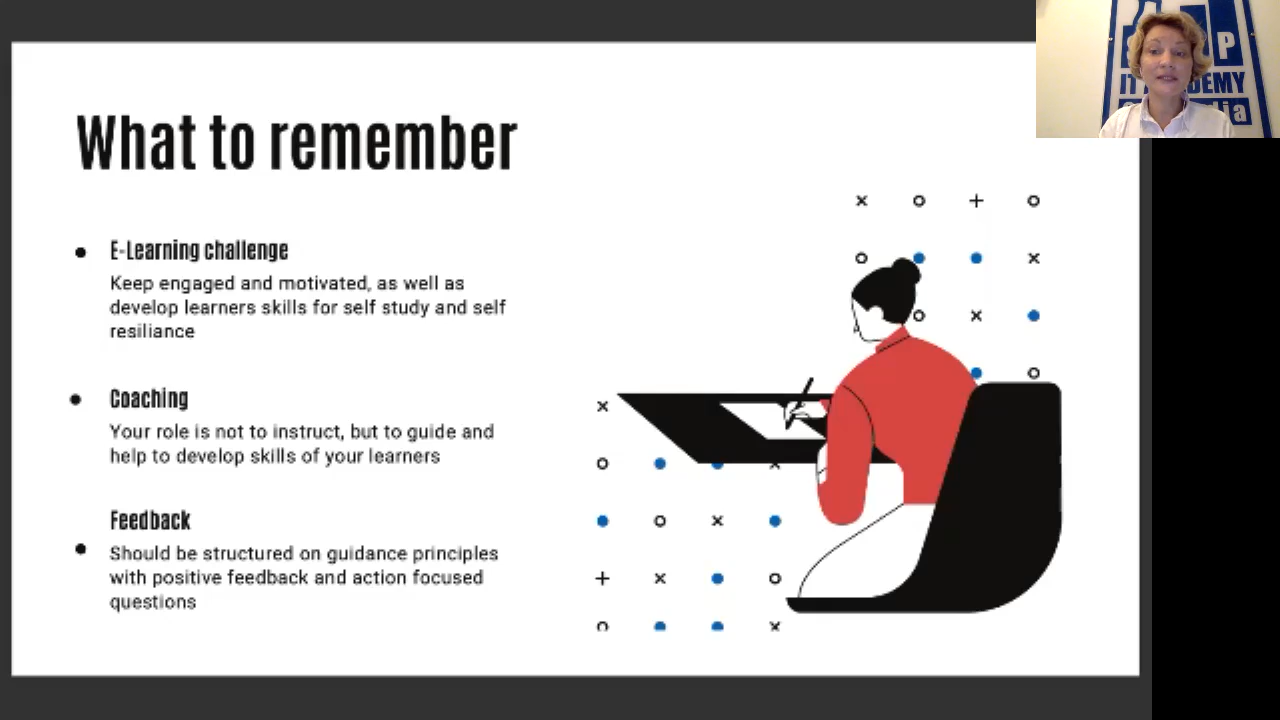 What to remember
E-Learning challenge
Keep engaged and motivated, as well as
develop learners skills for self study and self
resiliance
Coaching
Your role is not to instruct, but to guide and
help to develop skills of your learners
Feedback
Should be structured on guidance principles
with positive feedback and action focused
questions